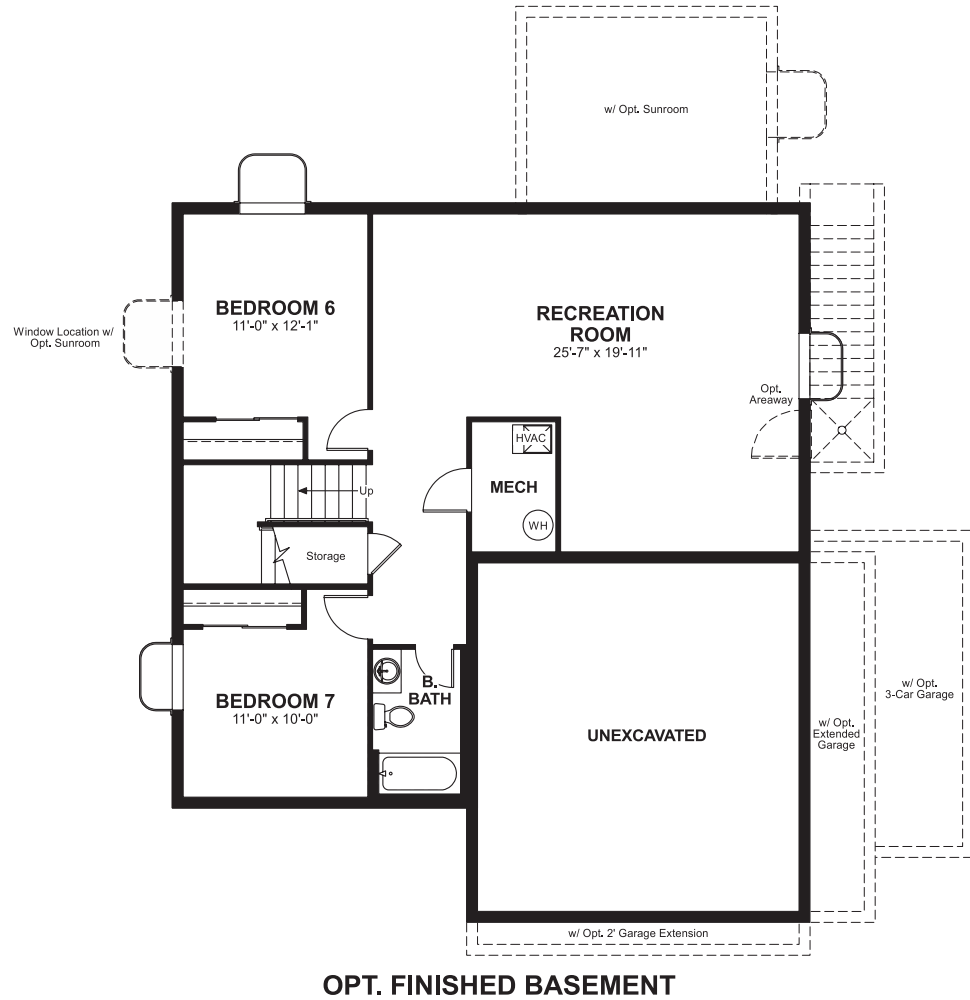 w/ Opt. Sunroom
BEDROOM 6
11'-0" x 12'-1"
Window Location w/
Opt. Sunroom
RECREATION
ROOM
25'-7" x 19'-11"
Opt.
Areaway
HVAC
MECH
WH
Up
Storage
BEDROOM 7
11'-0" x 10'-0"
B.
BATH
UNEXCAVATED
w/ Opt.
Extended
Garage
w/ Opt.
3-Car Garage
w/ Opt. 2' Garage Extension
OPT. FINISHED BASEMENT